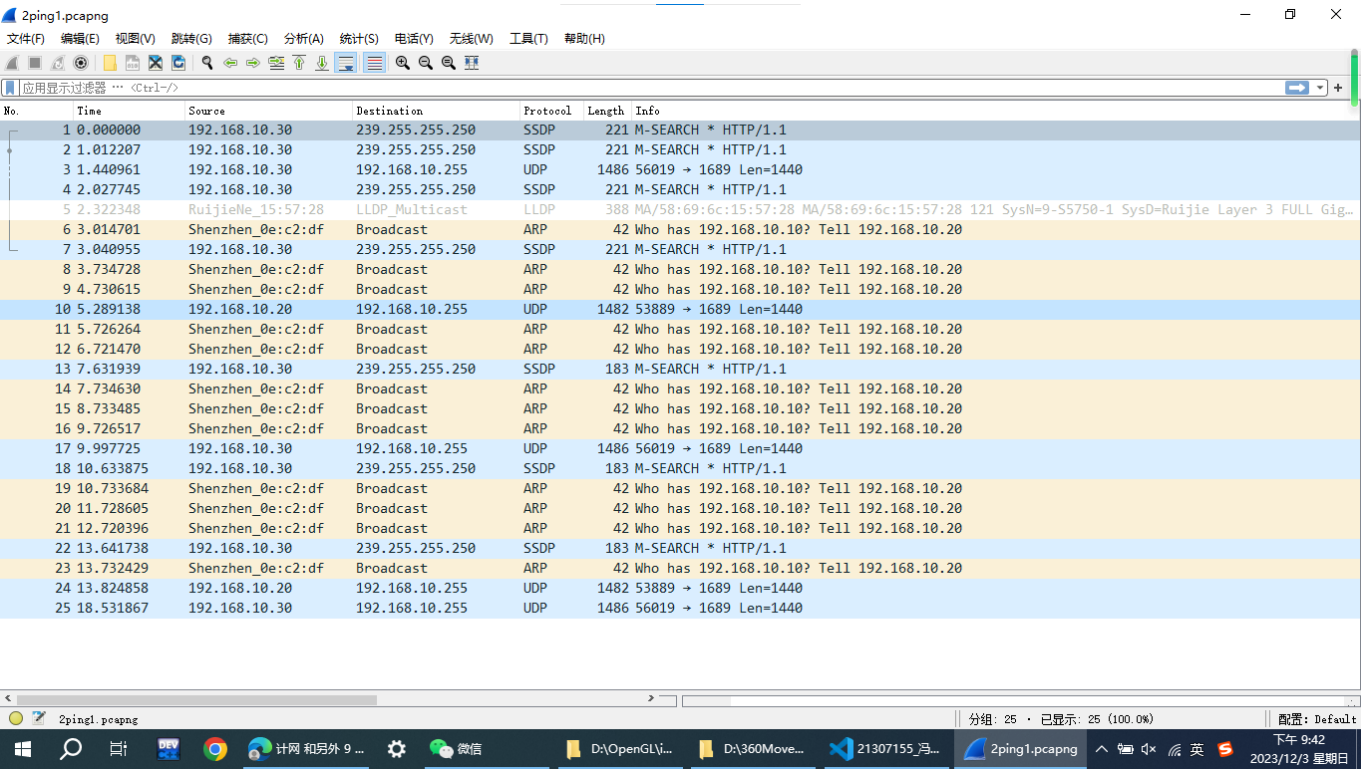 2ping1.pcapng
文件(F) 编辑(E) 视图(V) 跳转(G) 捕获(C) 分析(A) 统计(S) 电话(Y) 无线(W) 工具(T) 帮助(H)
应用显示过滤器 … <Ctrl-/>
No. Time Source Destination Protocol Length Info
1 0.000000 192.168.10.30 239.255.255.250 SSDP 221 M-SEARCH * HTTP/1.1
2 1.012207 192.168.10.30 239.255.255.250 SSDP 221 M-SEARCH * HTTP/1.1
3 1.440961 192.168.10.30 192.168.10.255 UDP 1486 56019 → 1689 Len=1440
4 2.027745 192.168.10.30 239.255.255.250 SSDP 221 M-SEARCH * HTTP/1.1
5 2.322348 RuijieNe_15:57:28 LLDP_Multicast LLDP 388 MA/58:69:6c:15:57:28 MA/58:69:6c:15:57:28 121 SysN=9-S5750-1 SysD=Ruijie Layer 3 FULL Gig…
6 3.014701 Shenzhen_0e:c2:df Broadcast ARP 42 Who has 192.168.10.10? Tell 192.168.10.20
7 3.040955 192.168.10.30 239.255.255.250 SSDP 221 M-SEARCH * HTTP/1.1
8 3.734728 Shenzhen_0e:c2:df Broadcast ARP 42 Who has 192.168.10.10? Tell 192.168.10.20
9 4.730615 Shenzhen_0e:c2:df Broadcast ARP 42 Who has 192.168.10.10? Tell 192.168.10.20
10 5.289138 192.168.10.20 192.168.10.255 UDP 1482 53889 → 1689 Len=1440
11 5.726264 Shenzhen_0e:c2:df Broadcast ARP 42 Who has 192.168.10.10? Tell 192.168.10.20
12 6.721470 Shenzhen_0e:c2:df Broadcast ARP 42 Who has 192.168.10.10? Tell 192.168.10.20
13 7.631939 192.168.10.30 239.255.255.250 SSDP 183 M-SEARCH * HTTP/1.1
14 7.734630 Shenzhen_0e:c2:df Broadcast ARP 42 Who has 192.168.10.10? Tell 192.168.10.20
15 8.733485 Shenzhen_0e:c2:df Broadcast ARP 42 Who has 192.168.10.10? Tell 192.168.10.20
16 9.726517 Shenzhen_0e:c2:df Broadcast ARP 42 Who has 192.168.10.10? Tell 192.168.10.20
17 9.997725 192.168.10.30 192.168.10.255 UDP 1486 56019 → 1689 Len=1440
18 10.633875 192.168.10.30 239.255.255.250 SSDP 183 M-SEARCH * HTTP/1.1
19 10.733684 Shenzhen_0e:c2:df Broadcast ARP 42 Who has 192.168.10.10? Tell 192.168.10.20
20 11.728605 Shenzhen_0e:c2:df Broadcast ARP 42 Who has 192.168.10.10? Tell 192.168.10.20
21 12.720396 Shenzhen_0e:c2:df Broadcast ARP 42 Who has 192.168.10.10? Tell 192.168.10.20
22 13.641738 192.168.10.30 239.255.255.250 SSDP 183 M-SEARCH * HTTP/1.1
23 13.732429 Shenzhen_0e:c2:df Broadcast ARP 42 Who has 192.168.10.10? Tell 192.168.10.20
24 13.824858 192.168.10.20 192.168.10.255 UDP 1482 53889 → 1689 Len=1440
25 18.531867 192.168.10.30 192.168.10.255 UDP 1486 56019 → 1689 Len=1440
2ping1.pcapng 分组: 25 · 已显示: 25 (100.0%) 配置: Default
DEV 计网 和另外 9 ... 微信 D:\OpenGL\i... D:\360Move... 21307155_冯... 2ping1.pcapng 英 下午 9:42
2023/12/3 星期日